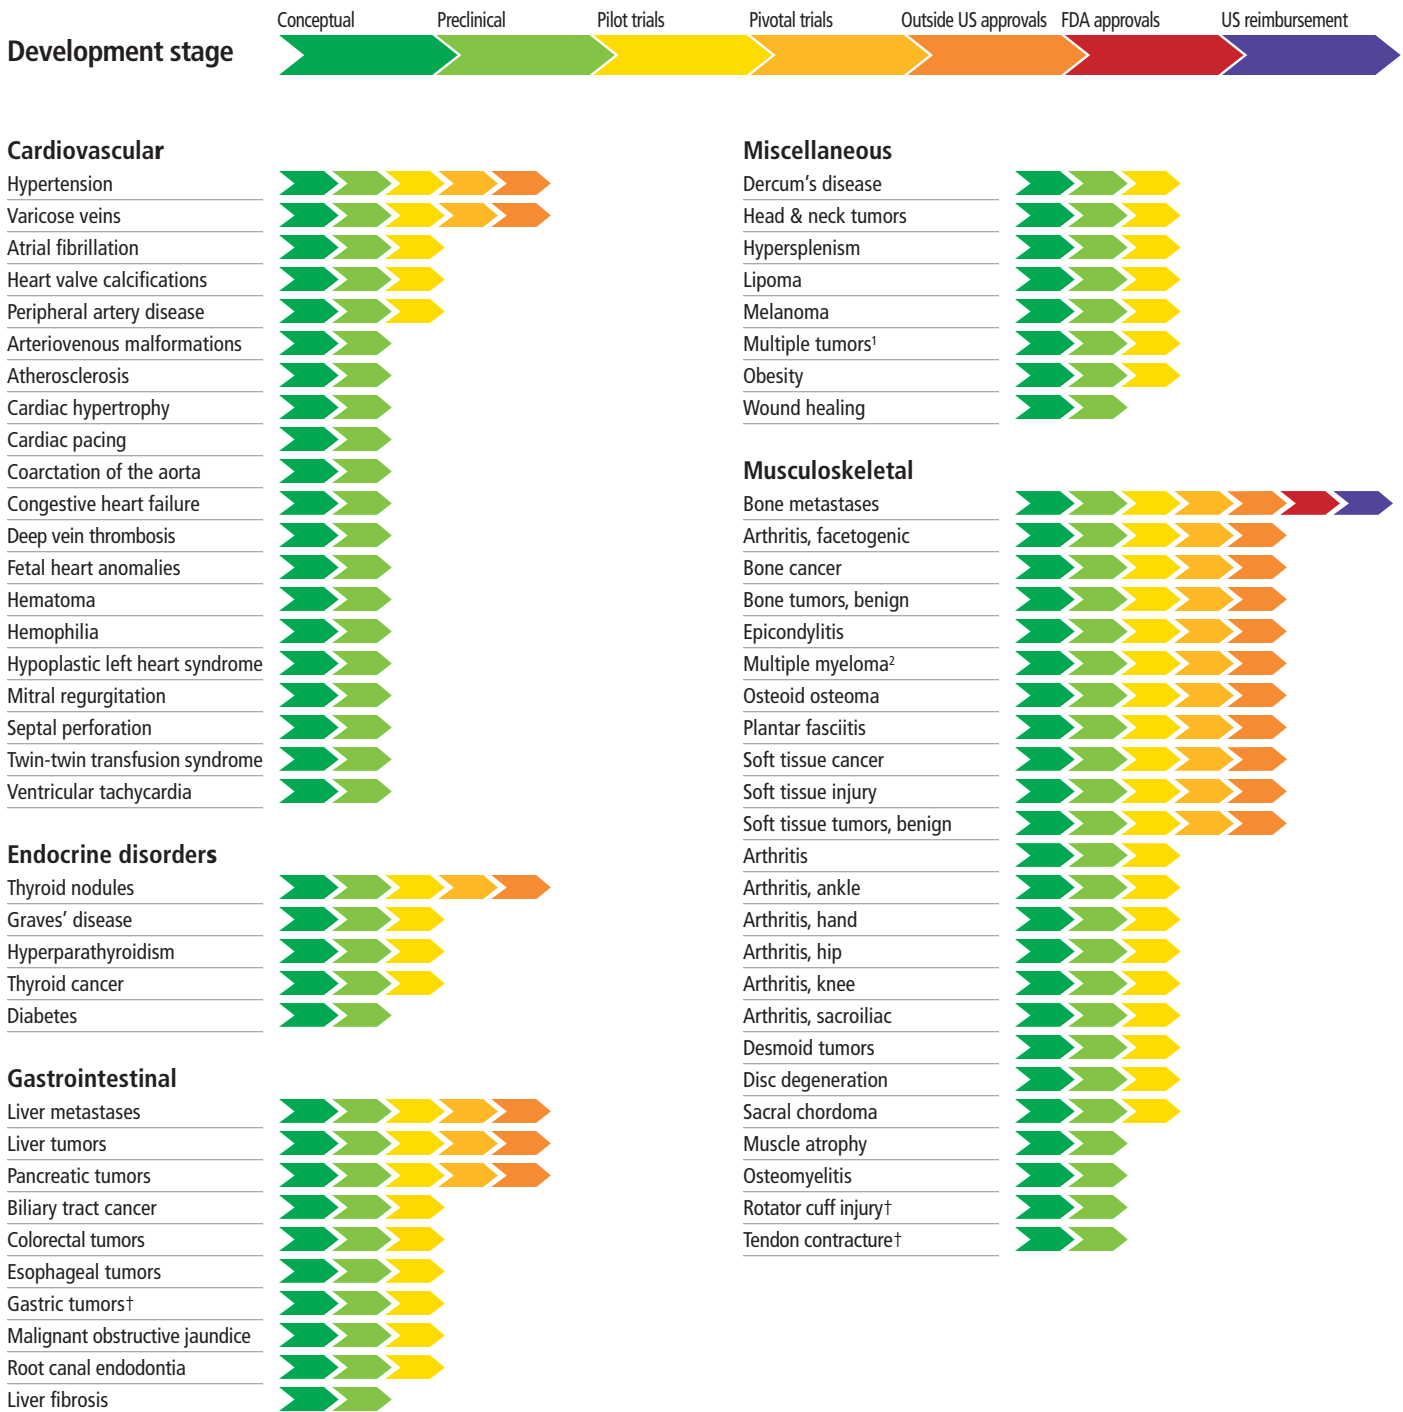 Conceptual Preclinical Pilot trials Pivotal trials Outside US approvals FDA approvals US reimbursement
Development stage
Cardiovascular
Hypertension
Varicose veins
Atrial fibrillation
Heart valve calcifications
Peripheral artery disease
Arteriovenous malformations
Atherosclerosis
Cardiac hypertrophy
Cardiac pacing
Coarctation of the aorta
Congestive heart failure
Deep vein thrombosis
Fetal heart anomalies
Hematoma
Hemophilia
Hypoplastic left heart syndrome
Mitral regurgitation
Septal perforation
Twin-twin transfusion syndrome
Ventricular tachycardia
Endocrine disorders
Thyroid nodules
Graves’ disease
Hyperparathyroidism
Thyroid cancer
Diabetes
Gastrointestinal
Liver metastases
Liver tumors
Pancreatic tumors
Biliary tract cancer
Colorectal tumors
Esophageal tumors
Gastric tumors†
Malignant obstructive jaundice
Root canal endodontia
Liver fibrosis
Miscellaneous
Dercum’s disease
Head & neck tumors
Hypersplenism
Lipoma
Melanoma
Multiple tumors¹
Obesity
Wound healing
Musculoskeletal
Bone metastases
Arthritis, facetogenic
Bone cancer
Bone tumors, benign
Epicondylitis
Multiple myeloma²
Osteoid osteoma
Plantar fasciitis
Soft tissue cancer
Soft tissue injury
Soft tissue tumors, benign
Arthritis
Arthritis, ankle
Arthritis, hand
Arthritis, hip
Arthritis, knee
Arthritis, sacroiliac
Desmoid tumors
Disc degeneration
Sacral chordoma
Muscle atrophy
Osteomyelitis
Rotator cuff injury†
Tendon contracture†